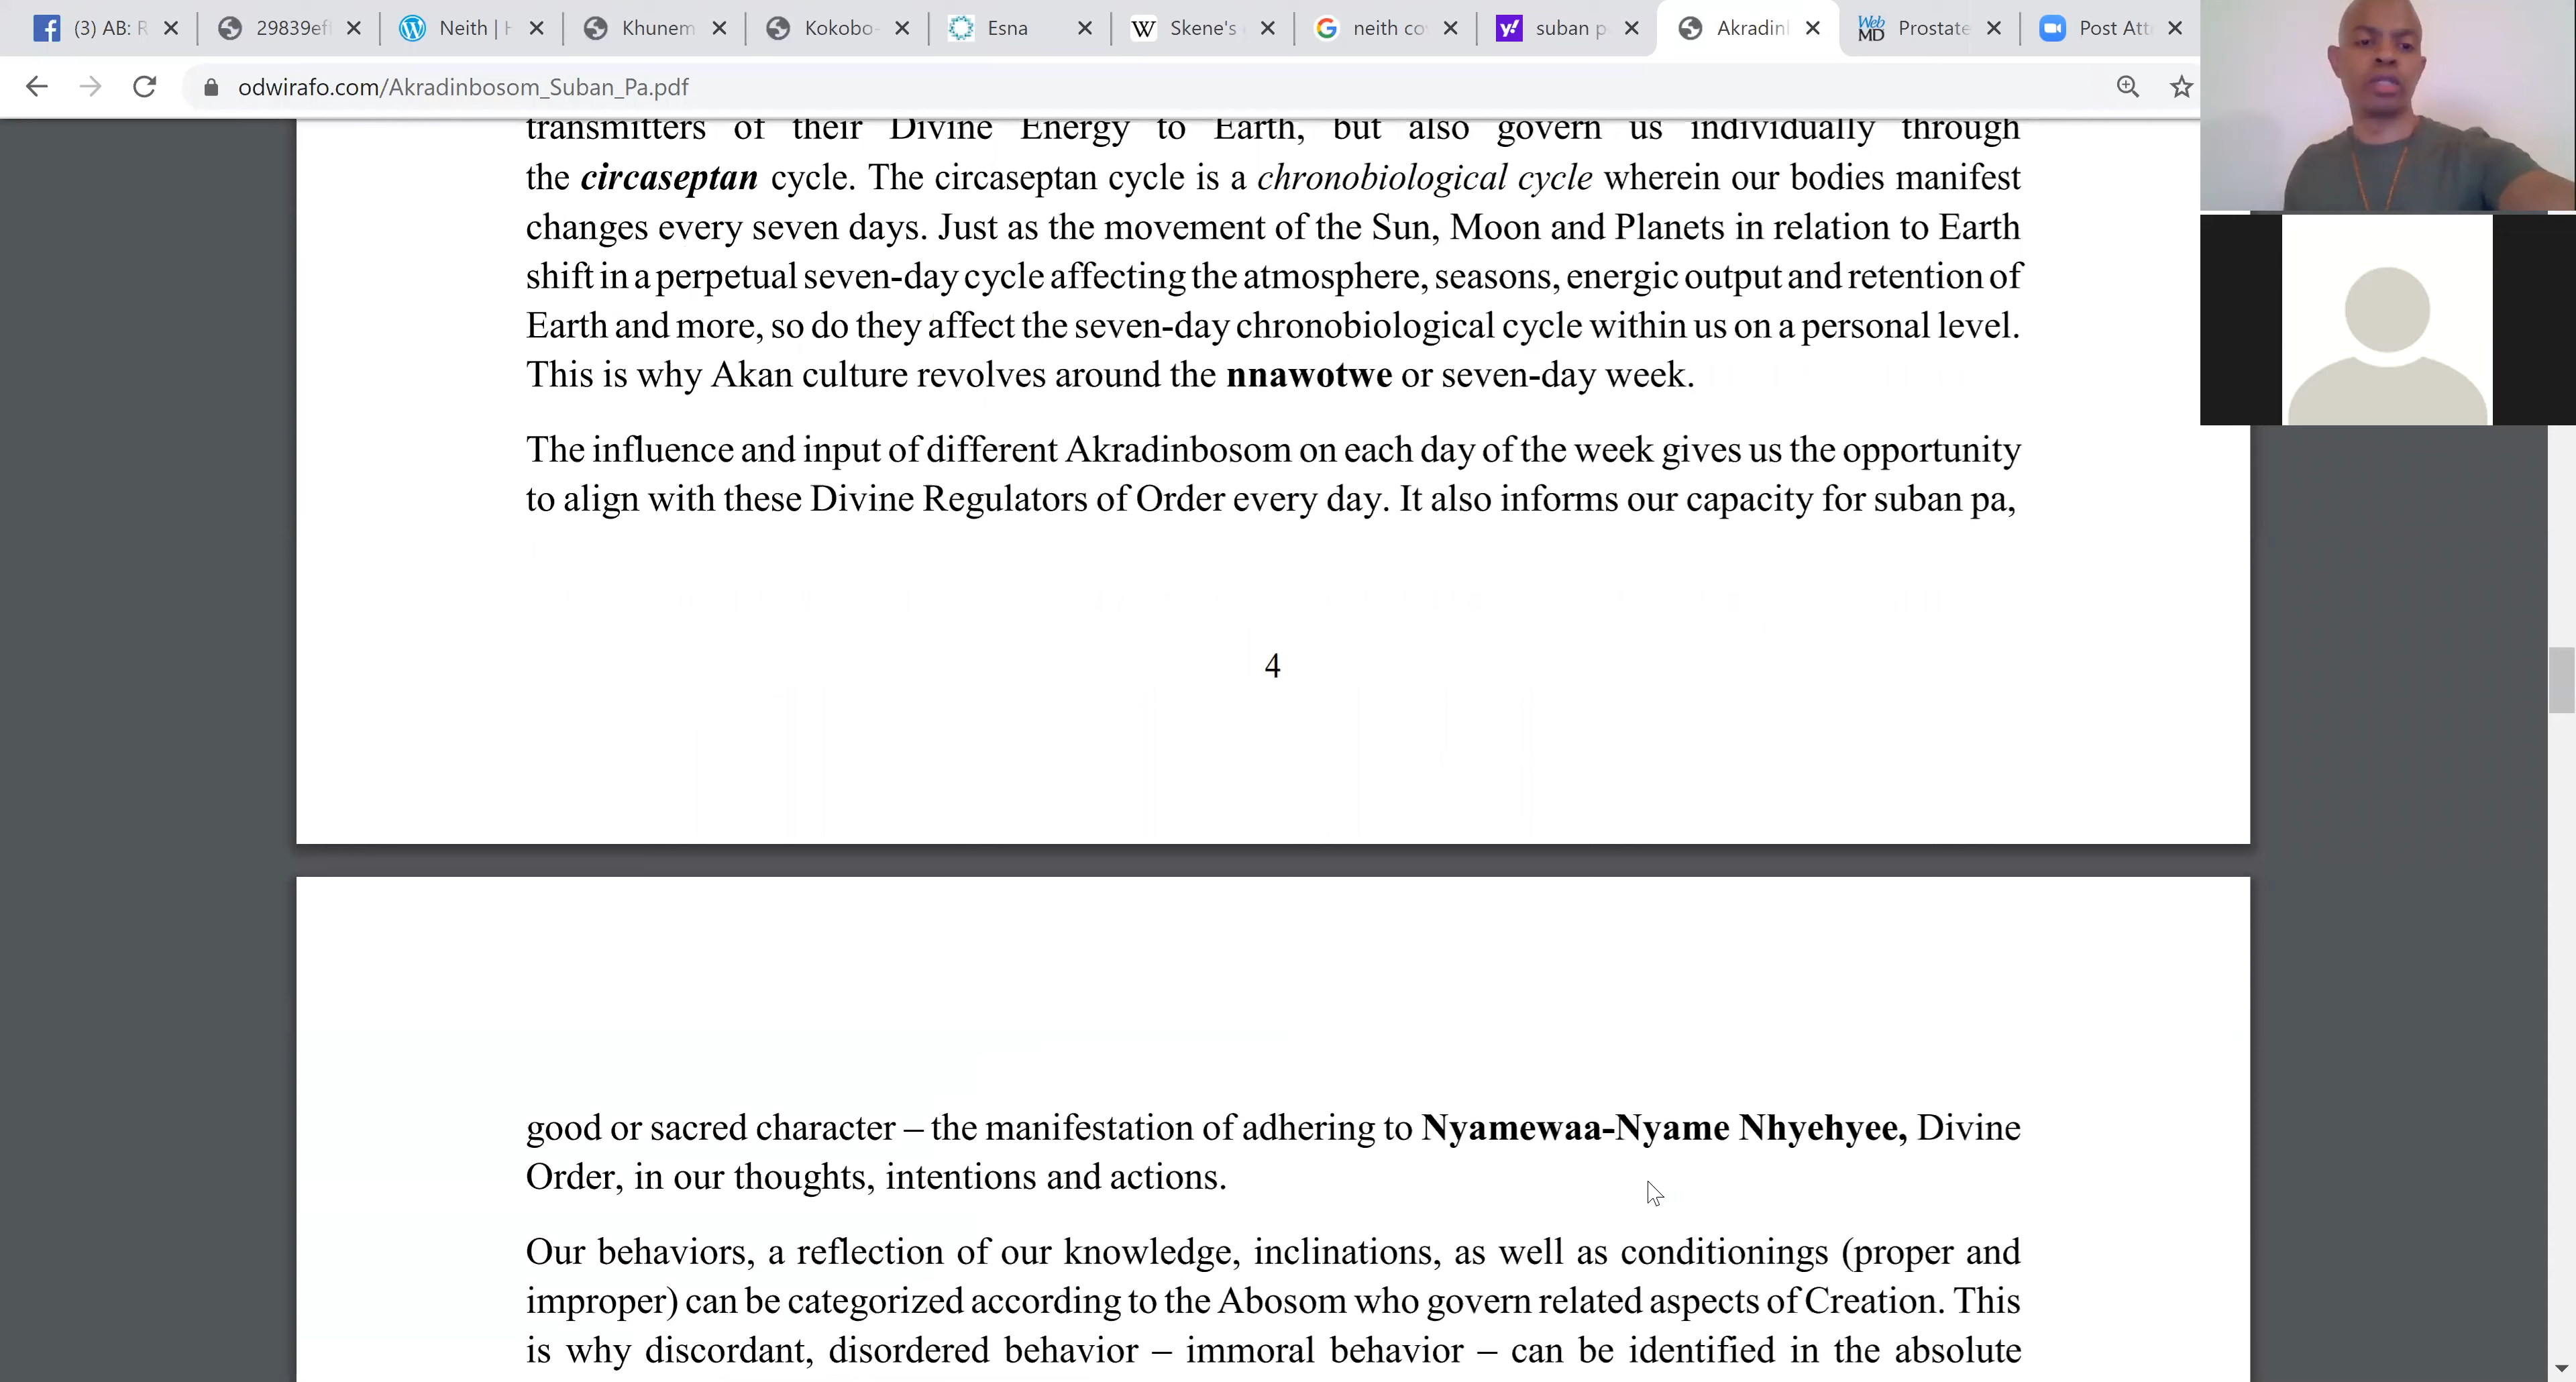 (3) AB: R
29839ef
Neith | H
Khunem
Kokobo-
Esna
Skene's
neith co
suban p
Akradin
Web MD
Prostate
Post Att
odwirafo.com/Akradinbosom_Suban_Pa.pdf
transmitters of their Divine Energy to Earth, but also govern us individually through
the circaseptan cycle. The circaseptan cycle is a chronobiological cycle wherein our bodies manifest
changes every seven days. Just as the movement of the Sun, Moon and Planets in relation to Earth
shift in a perpetual seven-day cycle affecting the atmosphere, seasons, energic output and retention of
Earth and more, so do they affect the seven-day chronobiological cycle within us on a personal level.
This is why Akan culture revolves around the nnawotwe or seven-day week.
The influence and input of different Akradinbosom on each day of the week gives us the opportunity
to align with these Divine Regulators of Order every day. It also informs our capacity for suban pa,
4
good or sacred character – the manifestation of adhering to Nyamewaa-Nyame Nhyehyee, Divine
Order, in our thoughts, intentions and actions.
Our behaviors, a reflection of our knowledge, inclinations, as well as conditionings (proper and
improper) can be categorized according to the Abosom who govern related aspects of Creation. This
is why discordant, disordered behavior – immoral behavior – can be identified in the absolute